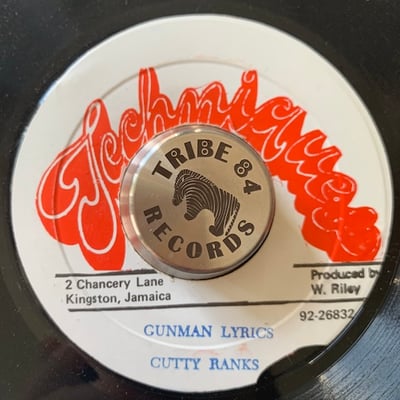 Techniques
TRIBE 84
RECORDS
2 Chancery Lane
Kingston, Jamaica
Produced by
W. Riley
92-26832
GUNMAN LYRICS
CUTTY RANKS